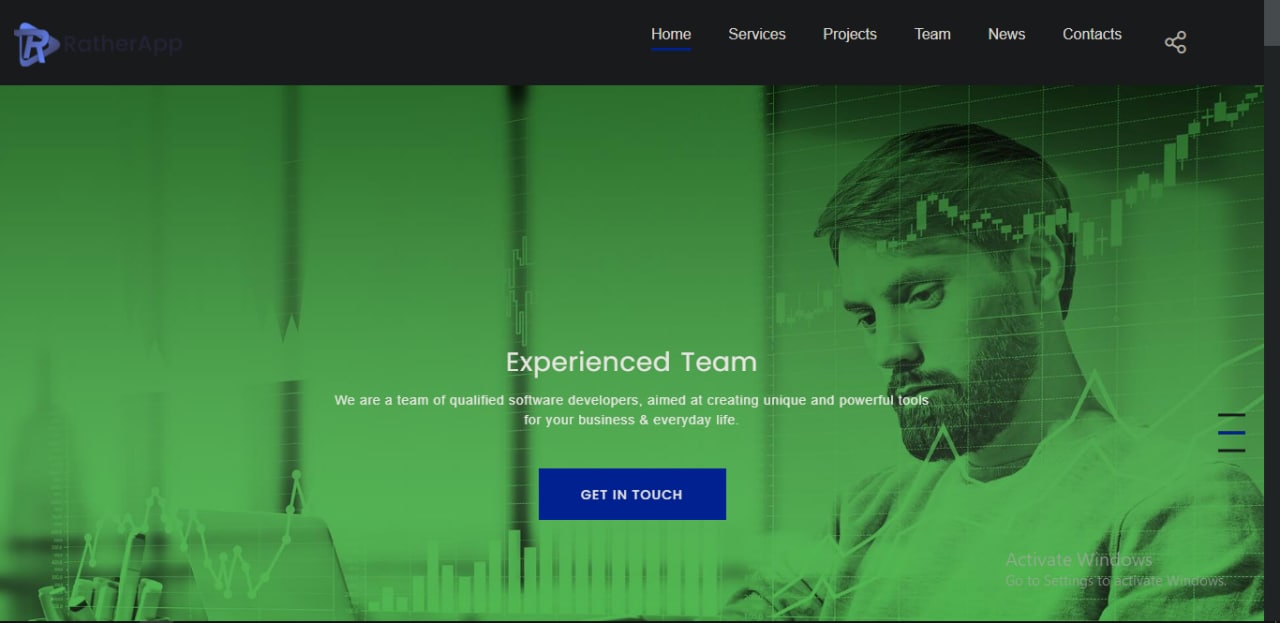 RatherApp
Home Services Projects Team News Contacts
Experienced Team
We are a team of qualified software developers, aimed at creating unique and powerful tools
for your business & everyday life.
GET IN TOUCH
Activate Windows
Go to Settings to activate Windows.